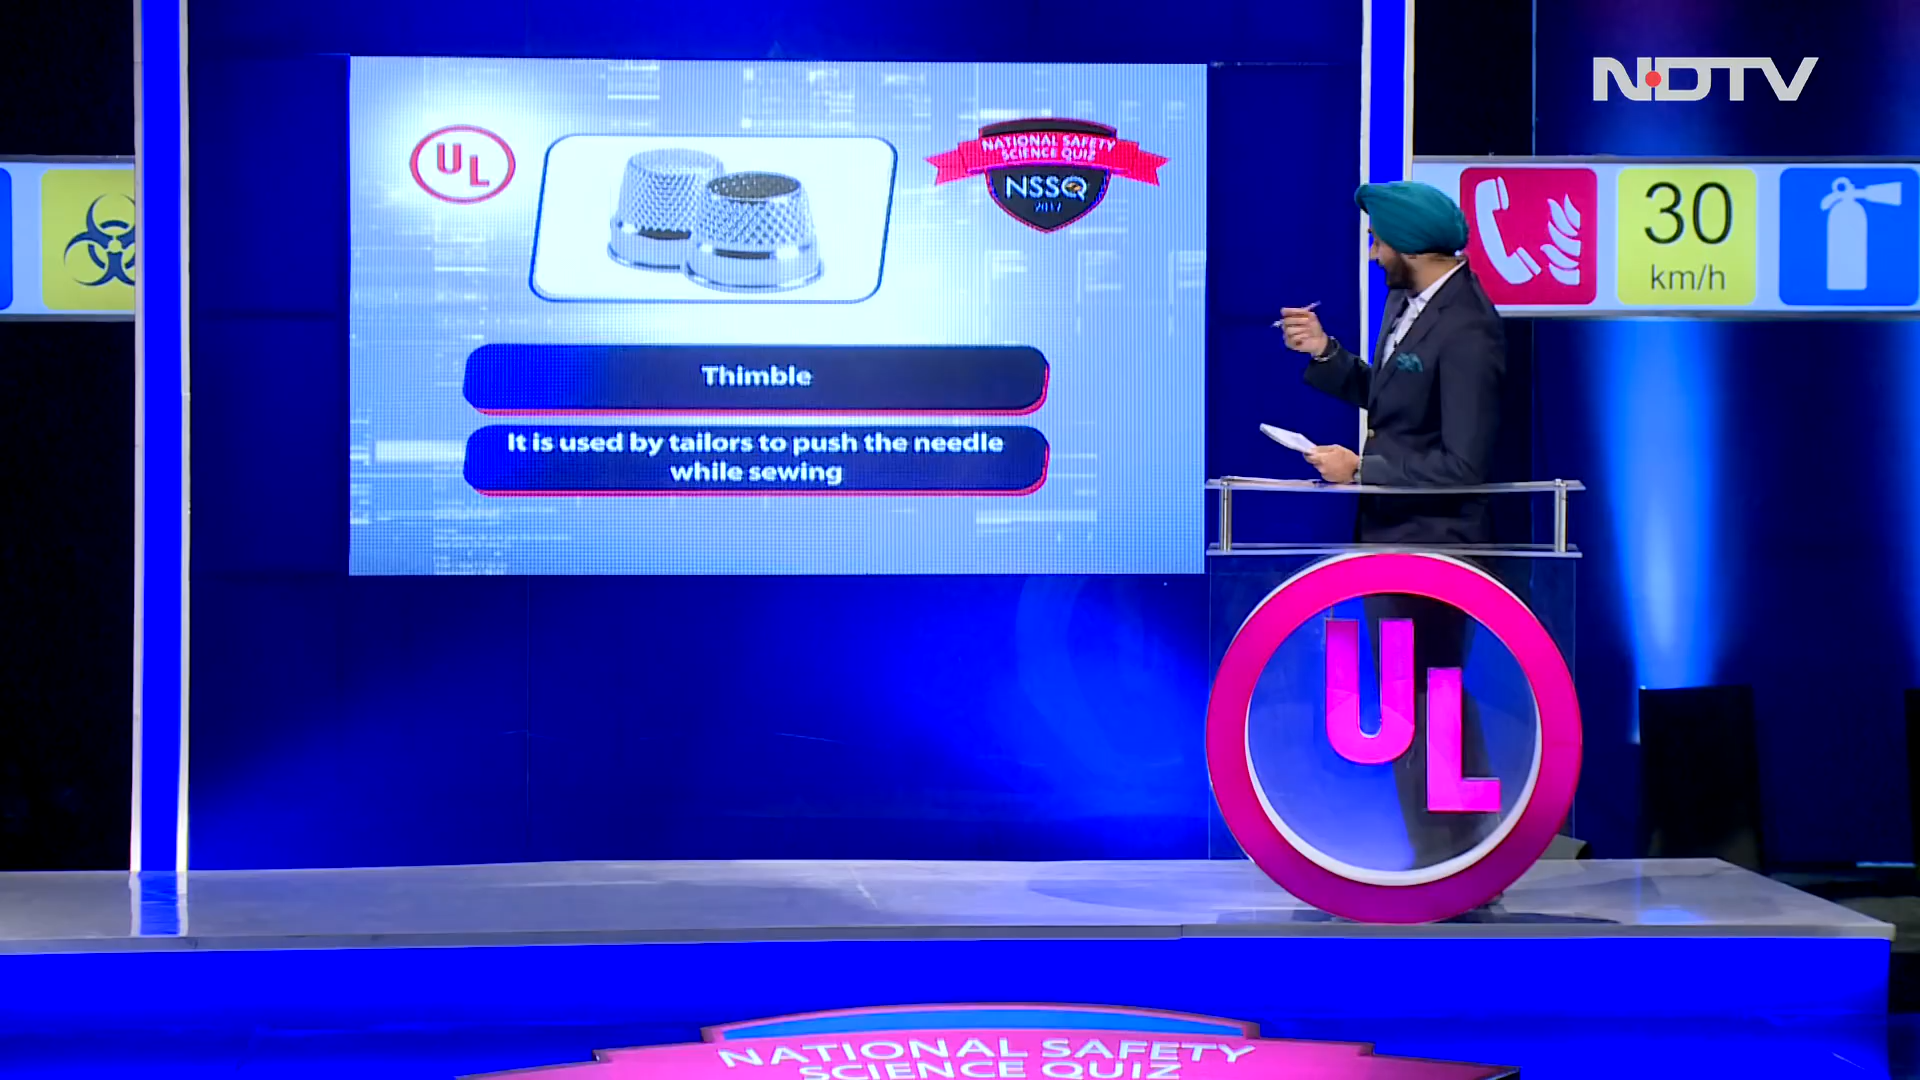 NDTV
UL
NATIONAL SAFETY
SCIENCE QUIZ
NSSQ
2017
30
km/h
Thimble
It is used by tailors to push the needle
while sewing
UL
NATIONAL SAFETY
SCIENCE QUIZ